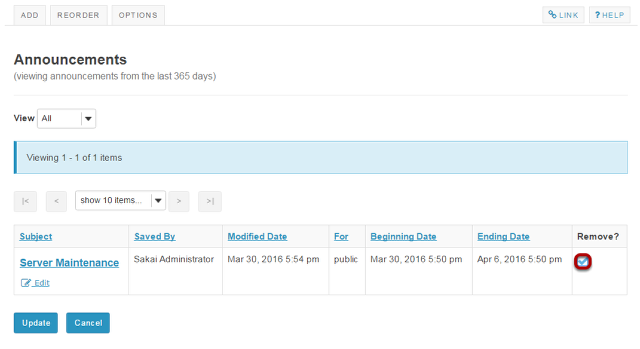 ADD REORDER OPTIONS LINK ? HELP
Announcements
(viewing announcements from the last 365 days)
View All
Viewing 1 - 1 of 1 items
|< < show 10 items... > >|
Subject Saved By Modified Date For Beginning Date Ending Date Remove?
Server Maintenance Sakai Administrator Mar 30, 2016 5:54 pm public Mar 30, 2016 5:50 pm Apr 6, 2016 5:50 pm
Edit
Update Cancel